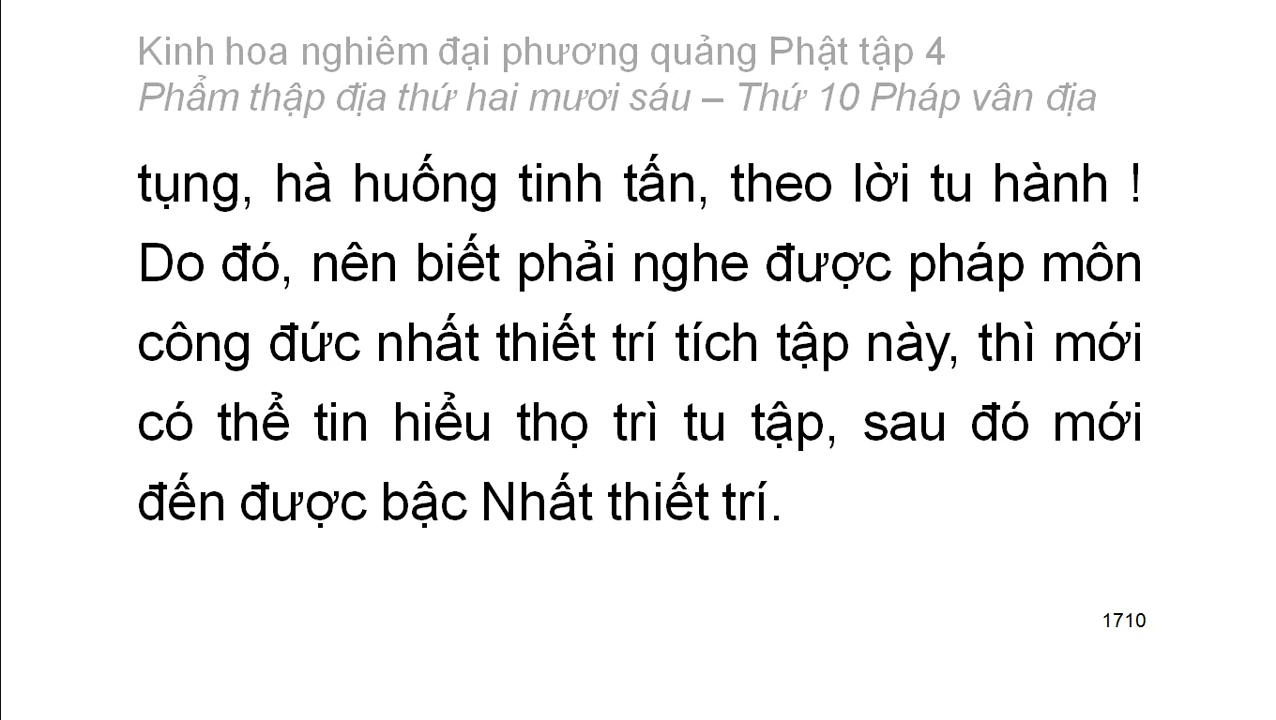 Kinh hoa nghiêm đại phương quảng Phật tập 4
Phẩm thập địa thứ hai mươi sáu – Thứ 10 Pháp vân địa
tụng, hà huống tinh tấn, theo lời tu hành !
Do đó, nên biết phải nghe được pháp môn
công đức nhất thiết trí tích tập này, thì mới
có thể tin hiểu thọ trì tu tập, sau đó mới
đến được bậc Nhất thiết trí.
1710